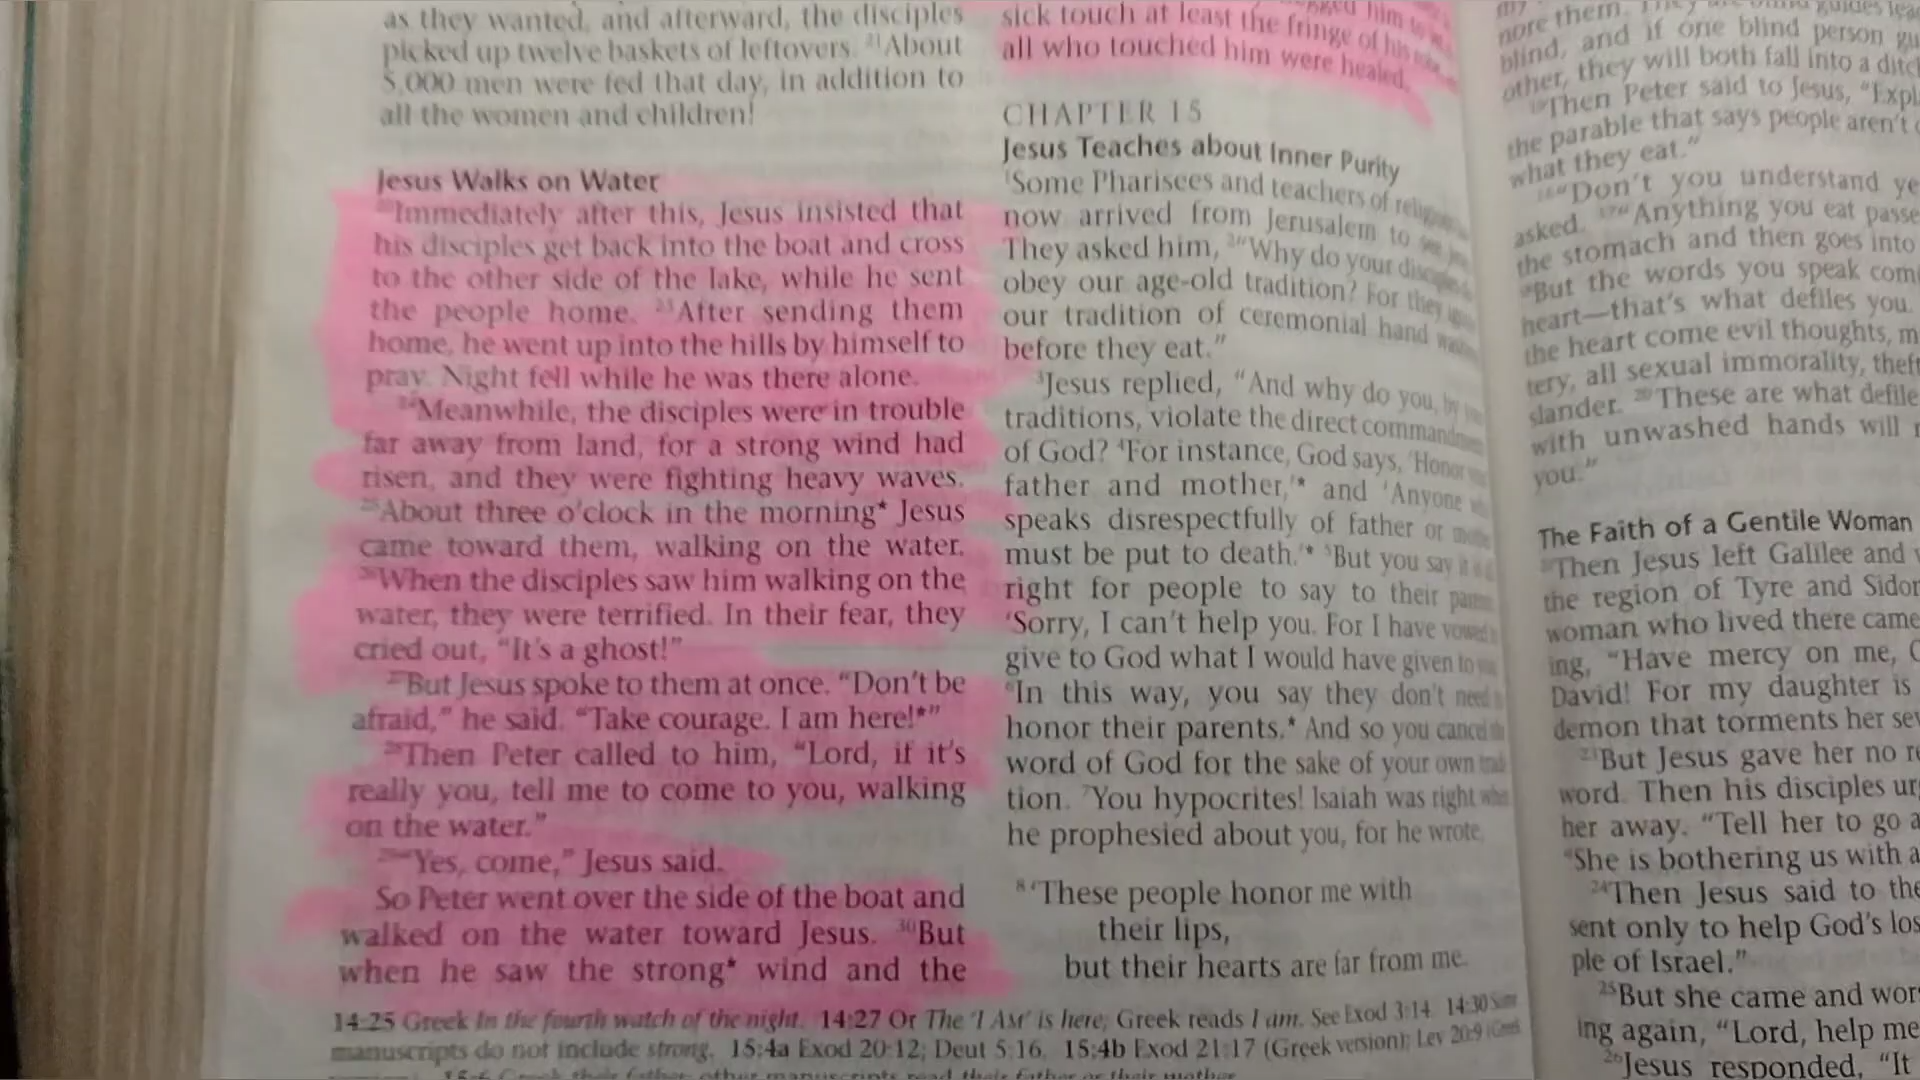 as they wanted, and afterward, the disciples
picked up twelve baskets of leftovers. 21About
5,000 men were fed that day, in addition to
all the women and children!
Jesus Walks on Water
22Immediately after this, Jesus insisted that
his disciples get back into the boat and cross
to the other side of the lake, while he sent
the people home. 23After sending them
home, he went up into the hills by himself to
pray. Night fell while he was there alone.
24Meanwhile, the disciples were in trouble
far away from land, for a strong wind had
risen, and they were fighting heavy waves.
25About three o'clock in the morning* Jesus
came toward them, walking on the water.
26When the disciples saw him walking on the
water, they were terrified. In their fear, they
cried out, “It's a ghost!”
27But Jesus spoke to them at once. “Don't be
afraid,” he said. “Take courage. I am here!*”
28Then Peter called to him, “Lord, if it's
really you, tell me to come to you, walking
on the water.”
29“Yes, come,” Jesus said.
So Peter went over the side of the boat and
walked on the water toward Jesus. 30But
when he saw the strong* wind and the
sick touch at least the fringe of his
all who touched him were healed.
CHAPTER 15
Jesus Teaches about Inner Purity
1Some Pharisees and teachers of
now arrived from Jerusalem to
They asked him, 2“Why do your
obey our age-old tradition? For they
our tradition of ceremonial hand
before they eat.”
3Jesus replied, “And why do you, by
traditions, violate the direct
of God? 4For instance, God says, ‘Honor
father and mother,’* and ‘Anyone
speaks disrespectfully of father or
must be put to death.’* 5But you say
right for people to say to their
‘Sorry, I can't help you. For I have
give to God what I would have given to
6In this way, you say they don't need
honor their parents.* And so you cancel
word of God for the sake of your own
tion. 7You hypocrites! Isaiah was right
he prophesied about you, for he wrote,
8 ‘These people honor me with
their lips,
but their hearts are far from me.
14:25 Greek In the fourth watch of the night. 14:27 Or The ‘I AM’ is here; Greek reads I am. See Exod 3:14. 14:30
manuscripts do not include strong. 15:4a Exod 20:12; Deut 5:16. 15:4b Exod 21:17 (Greek version); Lev 20:9
15:6 Greek their father; other manuscripts read their father or their mother.
nore them. They are blind guides
blind, and if one blind person
other, they will both fall into a
15Then Peter said to Jesus,
the parable that says people aren't
what they eat.”
16“Don't you understand
asked. 17“Anything you eat
the stomach and then goes into
18But the words you speak
heart—that's what defiles you.
the heart come evil thoughts,
tery, all sexual immorality,
slander. 20These are what
with unwashed hands will
you.”
The Faith of a Gentile Woman
21Then Jesus left Galilee and
the region of Tyre and
woman who lived there came
ing, “Have mercy on me,
David! For my daughter is
demon that torments her
23But Jesus gave her no
word. Then his disciples
her away. “Tell her to go
“She is bothering us with
24Then Jesus said to the
sent only to help God's
ple of Israel.”
25But she came and
ing again, “Lord, help me
26Jesus responded, “It